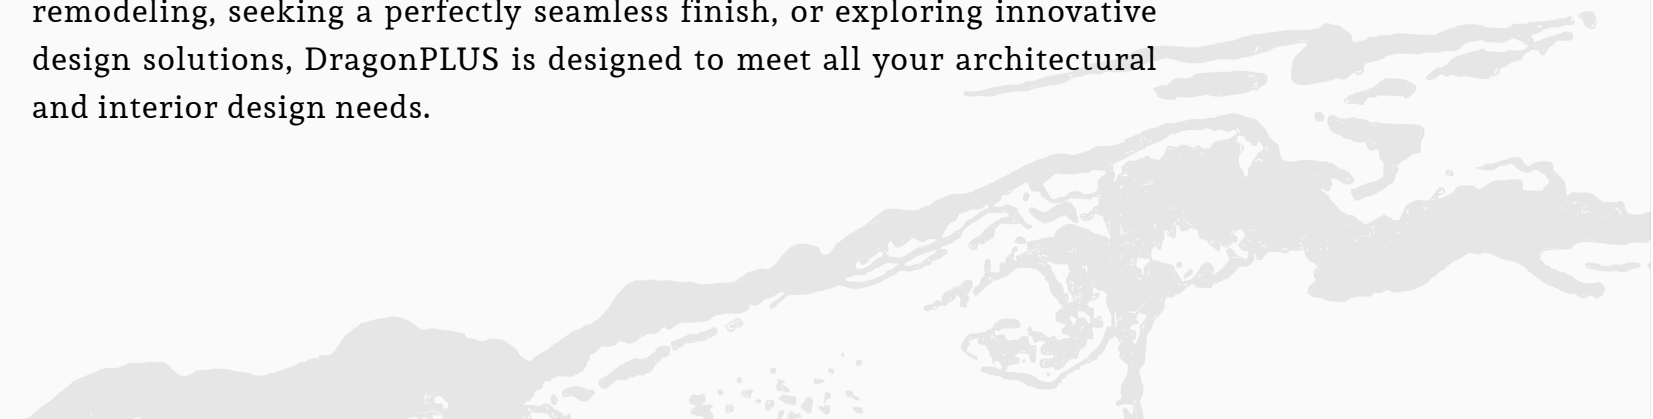 remodeling, seeking a perfectly seamless finish, or exploring innovative
design solutions, DragonPLUS is designed to meet all your architectural
and interior design needs.